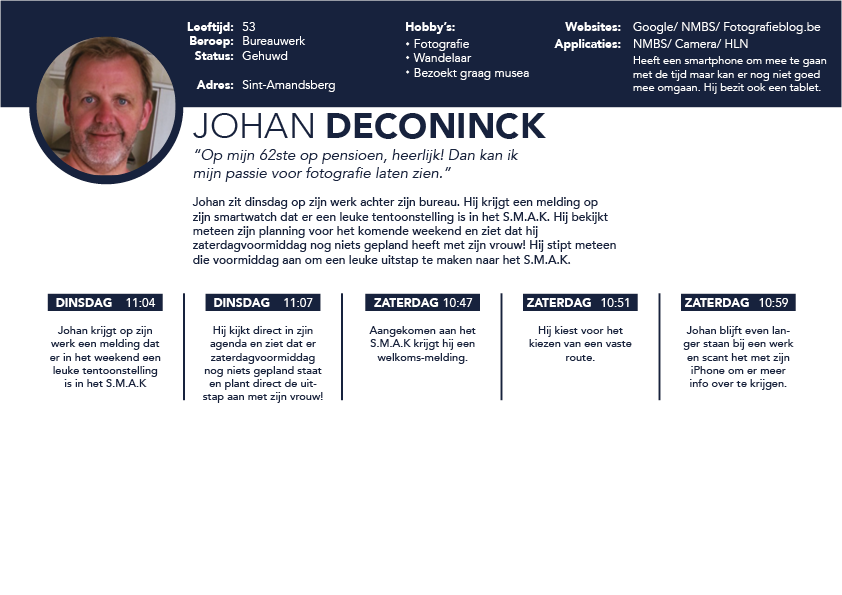 Leeftijd: 53
Beroep: Bureauwerk
Status: Gehuwd
Adres: Sint-Amandsberg
Hobby's:
• Fotografie
• Wandelaar
• Bezoekt graag musea
Websites: Google/ NMBS/ Fotografieblog.be
Applicaties: NMBS/ Camera/ HLN
Heeft een smartphone om mee te gaan
met de tijd maar kan er nog niet goed
mee omgaan. Hij bezit ook een tablet.
JOHAN DECONINCK
“Op mijn 62ste op pensioen, heerlijk! Dan kan ik
mijn passie voor fotografie laten zien.”
Johan zit dinsdag op zijn werk achter zijn bureau. Hij krijgt een melding op
zijn smartwatch dat er een leuke tentoonstelling is in het S.M.A.K. Hij bekijkt
meteen zijn planning voor het komende weekend en ziet dat hij
zaterdagvoormiddag nog niets gepland heeft met zijn vrouw! Hij stipt meteen
die voormiddag aan om een leuke uitstap te maken naar het S.M.A.K.
DINSDAG 11:04
Johan krijgt op zijn
werk een melding dat
er in het weekend een
leuke tentoonstelling
is in het S.M.A.K
DINSDAG 11:07
Hij kijkt direct in zijn
agenda en ziet dat er
zaterdagvoormiddag
nog niets gepland staat
en plant direct de uit-
stap aan met zijn vrouw!
ZATERDAG 10:47
Aangekomen aan het
S.M.A.K krijgt hij een
welkoms-melding.
ZATERDAG 10:51
Hij kiest voor het
kiezen van een vaste
route.
ZATERDAG 10:59
Johan blijft even lan-
ger staan bij een werk
en scant het met zijn
iPhone om er meer
info over te krijgen.